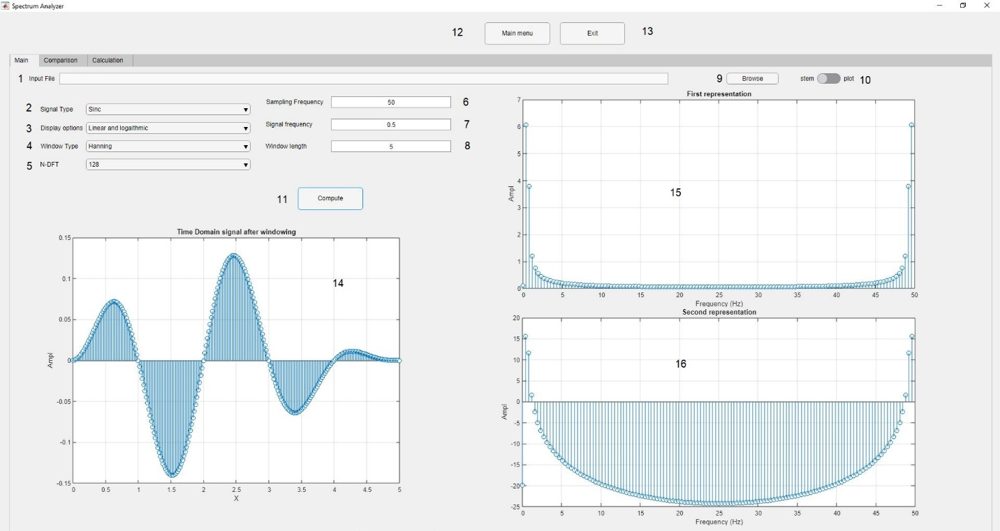 Spectrum Analyzer
12 Main menu Exit 13
Main Comparison Calculation
1 Input File 9 Browse stem plot 10
2 Signal Type Sinc
3 Display options Linear and logaithmic
4 Window Type Hanning
5 N-DFT 128
Sampling Frequency 50 6
Signal frequency 0.5 7
Window length 5 8
11 Compute
Time Domain signal after windowing
0.15
0.1
0.05
0
-0.05
-0.1
-0.15
Ampl
14
0 0.5 1 1.5 2 2.5 3 3.5 4 4.5 5
X
First representation
7
6
5
4
3
2
1
0
Ampl
15
0 5 10 15 20 25 30 35 40 45 50
Frequency (Hz)
Second representation
20
15
10
5
0
-5
-10
-15
-20
-25
Ampl
16
0 5 10 15 20 25 30 35 40 45 50
Frequency (Hz)